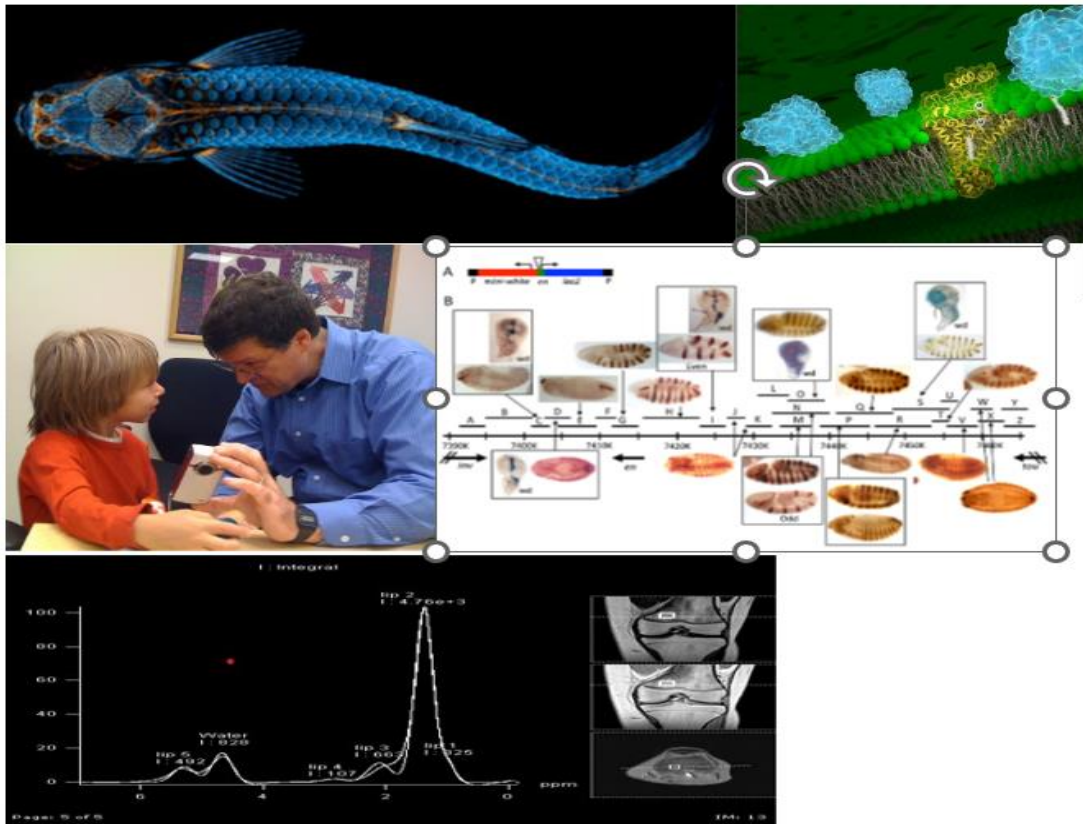 A
P mini-white en lacZ P
B
wd
wd
Even
wd
wd
L O U
B D F H J N Q S W Y
A C E G I K M P R T V X Z
7390K 7400K 7410K 7420K 7430K 7440K 7450K 7460K
inv
wd
en
Odd
tou
I : Integral
lip 2
I : 4.76e+3
100
80
60
40
20
0
Water
I : 828
lip 5
I : 492
lip 3
I : 663
lip 1
I : 325
lip 4
I : 107
6 4 2 0
ppm
Page: 5 of 5
IM: 13